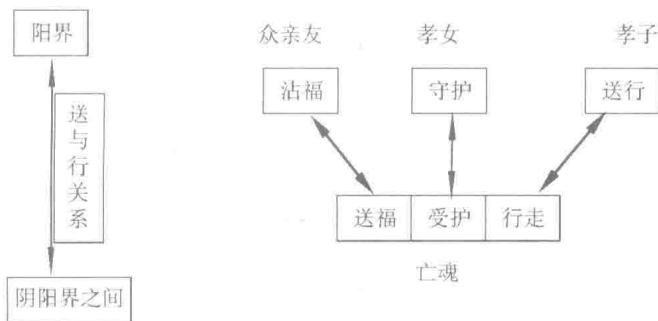 阳界
送与行关系
阴阳界之间
众亲友 孝女 孝子
沾福 守护 送行
送福 受护 行走
亡魂